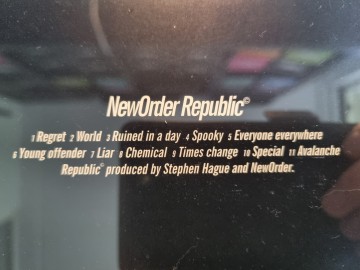 NewOrder Republic©
1 Regret 2 World 3 Ruined in a day 4 Spooky 5 Everyone everywhere
6 Young offender 7 Liar 8 Chemical 9 Times change 10 Special 11 Avalanche
Republic© produced by Stephen Hague and NewOrder.